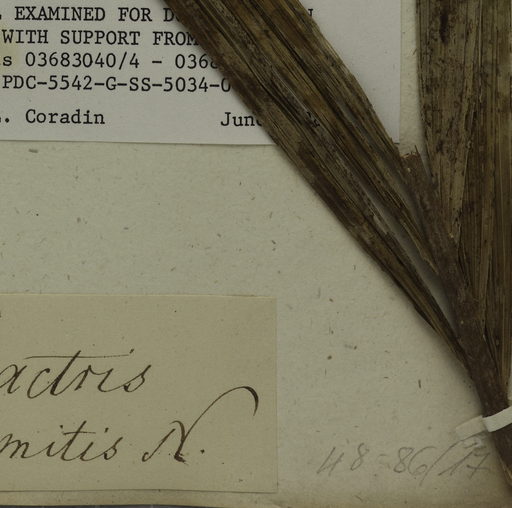 EXAMINED FOR
WITH SUPPORT FROM
s 03683040/4 - 0368
PDC-5542-G-SS-5034-0
. Coradin June
actris
mitis N.
48-86/17